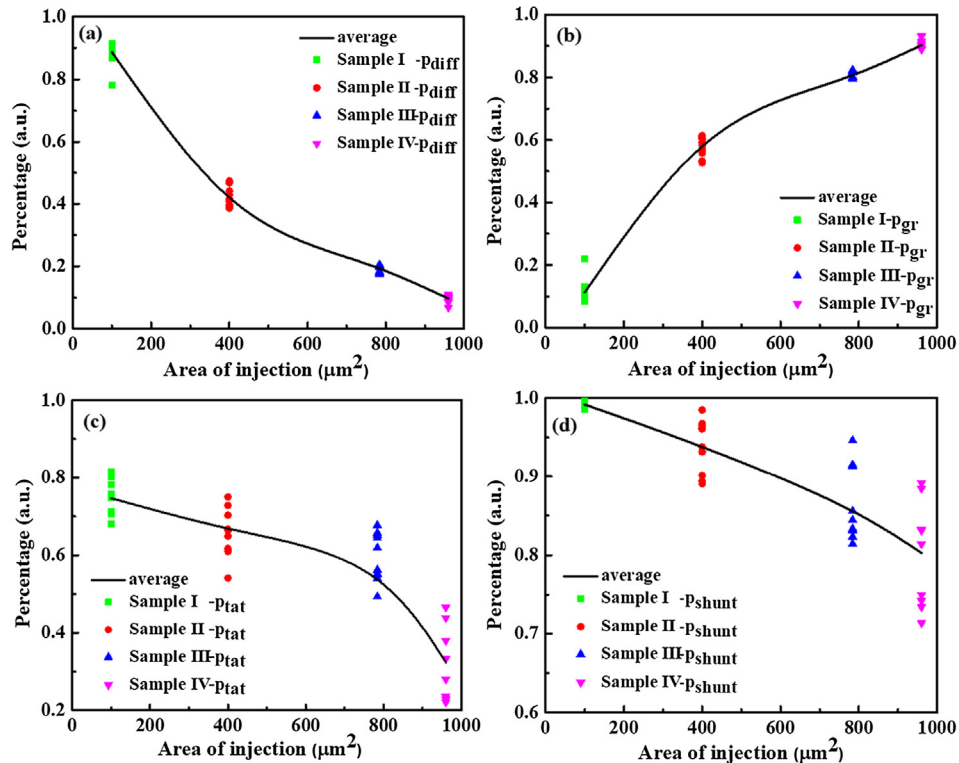 (a)
average
Sample I -pdiff
Sample II -pdiff
Sample III-pdiff
Sample IV-pdiff
Percentage (a.u.)
1.0
0.8
0.6
0.4
0.2
0.0
0 200 400 600 800 1000
Area of injection (μm²)
(b)
average
Sample I-pgr
Sample II-pgr
Sample III-pgr
Sample IV-pgr
Percentage (a.u.)
1.0
0.8
0.6
0.4
0.2
0.0
0 200 400 600 800 1000
Area of injection (μm²)
(c)
average
Sample I -ptat
Sample II -ptat
Sample III-ptat
Sample IV-ptat
Percentage (a.u.)
1.0
0.8
0.6
0.4
0.2
0 200 400 600 800 1000
Area of injection (μm²)
(d)
average
Sample I -pshunt
Sample II -pshunt
Sample III-pshunt
Sample IV-pshunt
Percentage (a.u.)
1.0
0.9
0.8
0.7
0.6
0 200 400 600 800 1000
Area of injection (μm²)